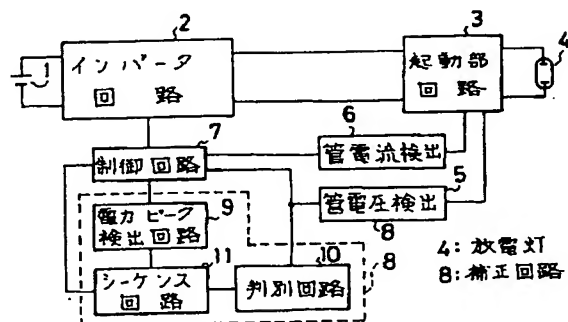 2
インバータ
回路
1
3
起動部
回路
4
7
制御回路
6
管電流検出
5
管電圧検出
8
電力ピーク
検出回路
9
11
シーケンス
回路
10
判別回路
8
4: 放電灯
8: 補正回路